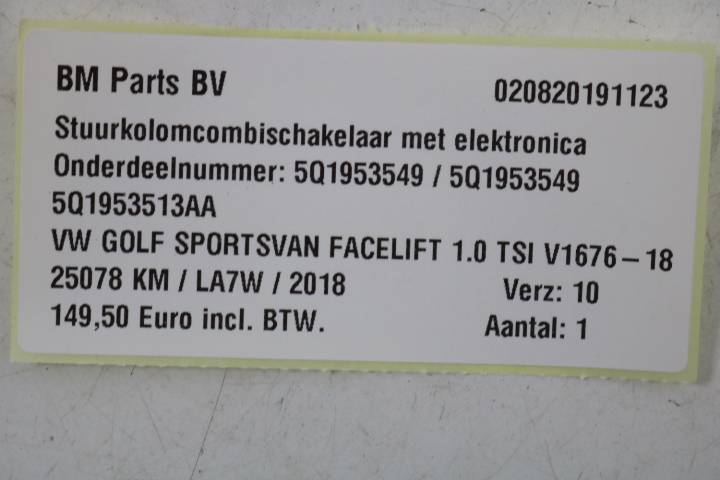 BM Parts BV 020820191123
Stuurkolomcombischakelaar met elektronica
Onderdeelnummer: 5Q1953549 / 5Q1953549
5Q1953513AA
VW GOLF SPORTSVAN FACELIFT 1.0 TSI V1676-18
25078 KM / LA7W / 2018 Verz: 10
149,50 Euro incl. BTW. Aantal: 1